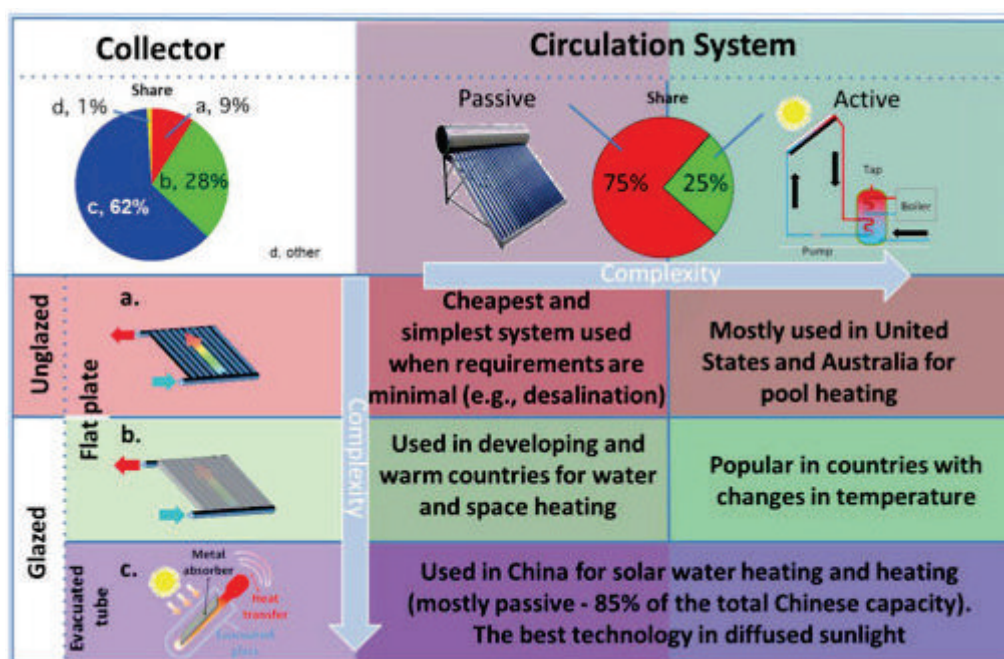 Collector
Circulation System
Share
d, 1%
a, 9%
b, 28%
c, 62%
d. other
Passive
Share
Active
75%
25%
Tap
Boiler
Pump
Complexity
Unglazed
Flat plate
a.
Complexity
Cheapest and
simplest system used
when requirements are
minimal (e.g., desalination)
Mostly used in United
States and Australia for
pool heating
Glazed
b.
Used in developing and
warm countries for water
and space heating
Popular in countries with
changes in temperature
Evacuated
tube
c.
Metal
absorber
Heat
transfer
Used in China for solar water heating and heating
(mostly passive - 85% of the total Chinese capacity).
The best technology in diffused sunlight